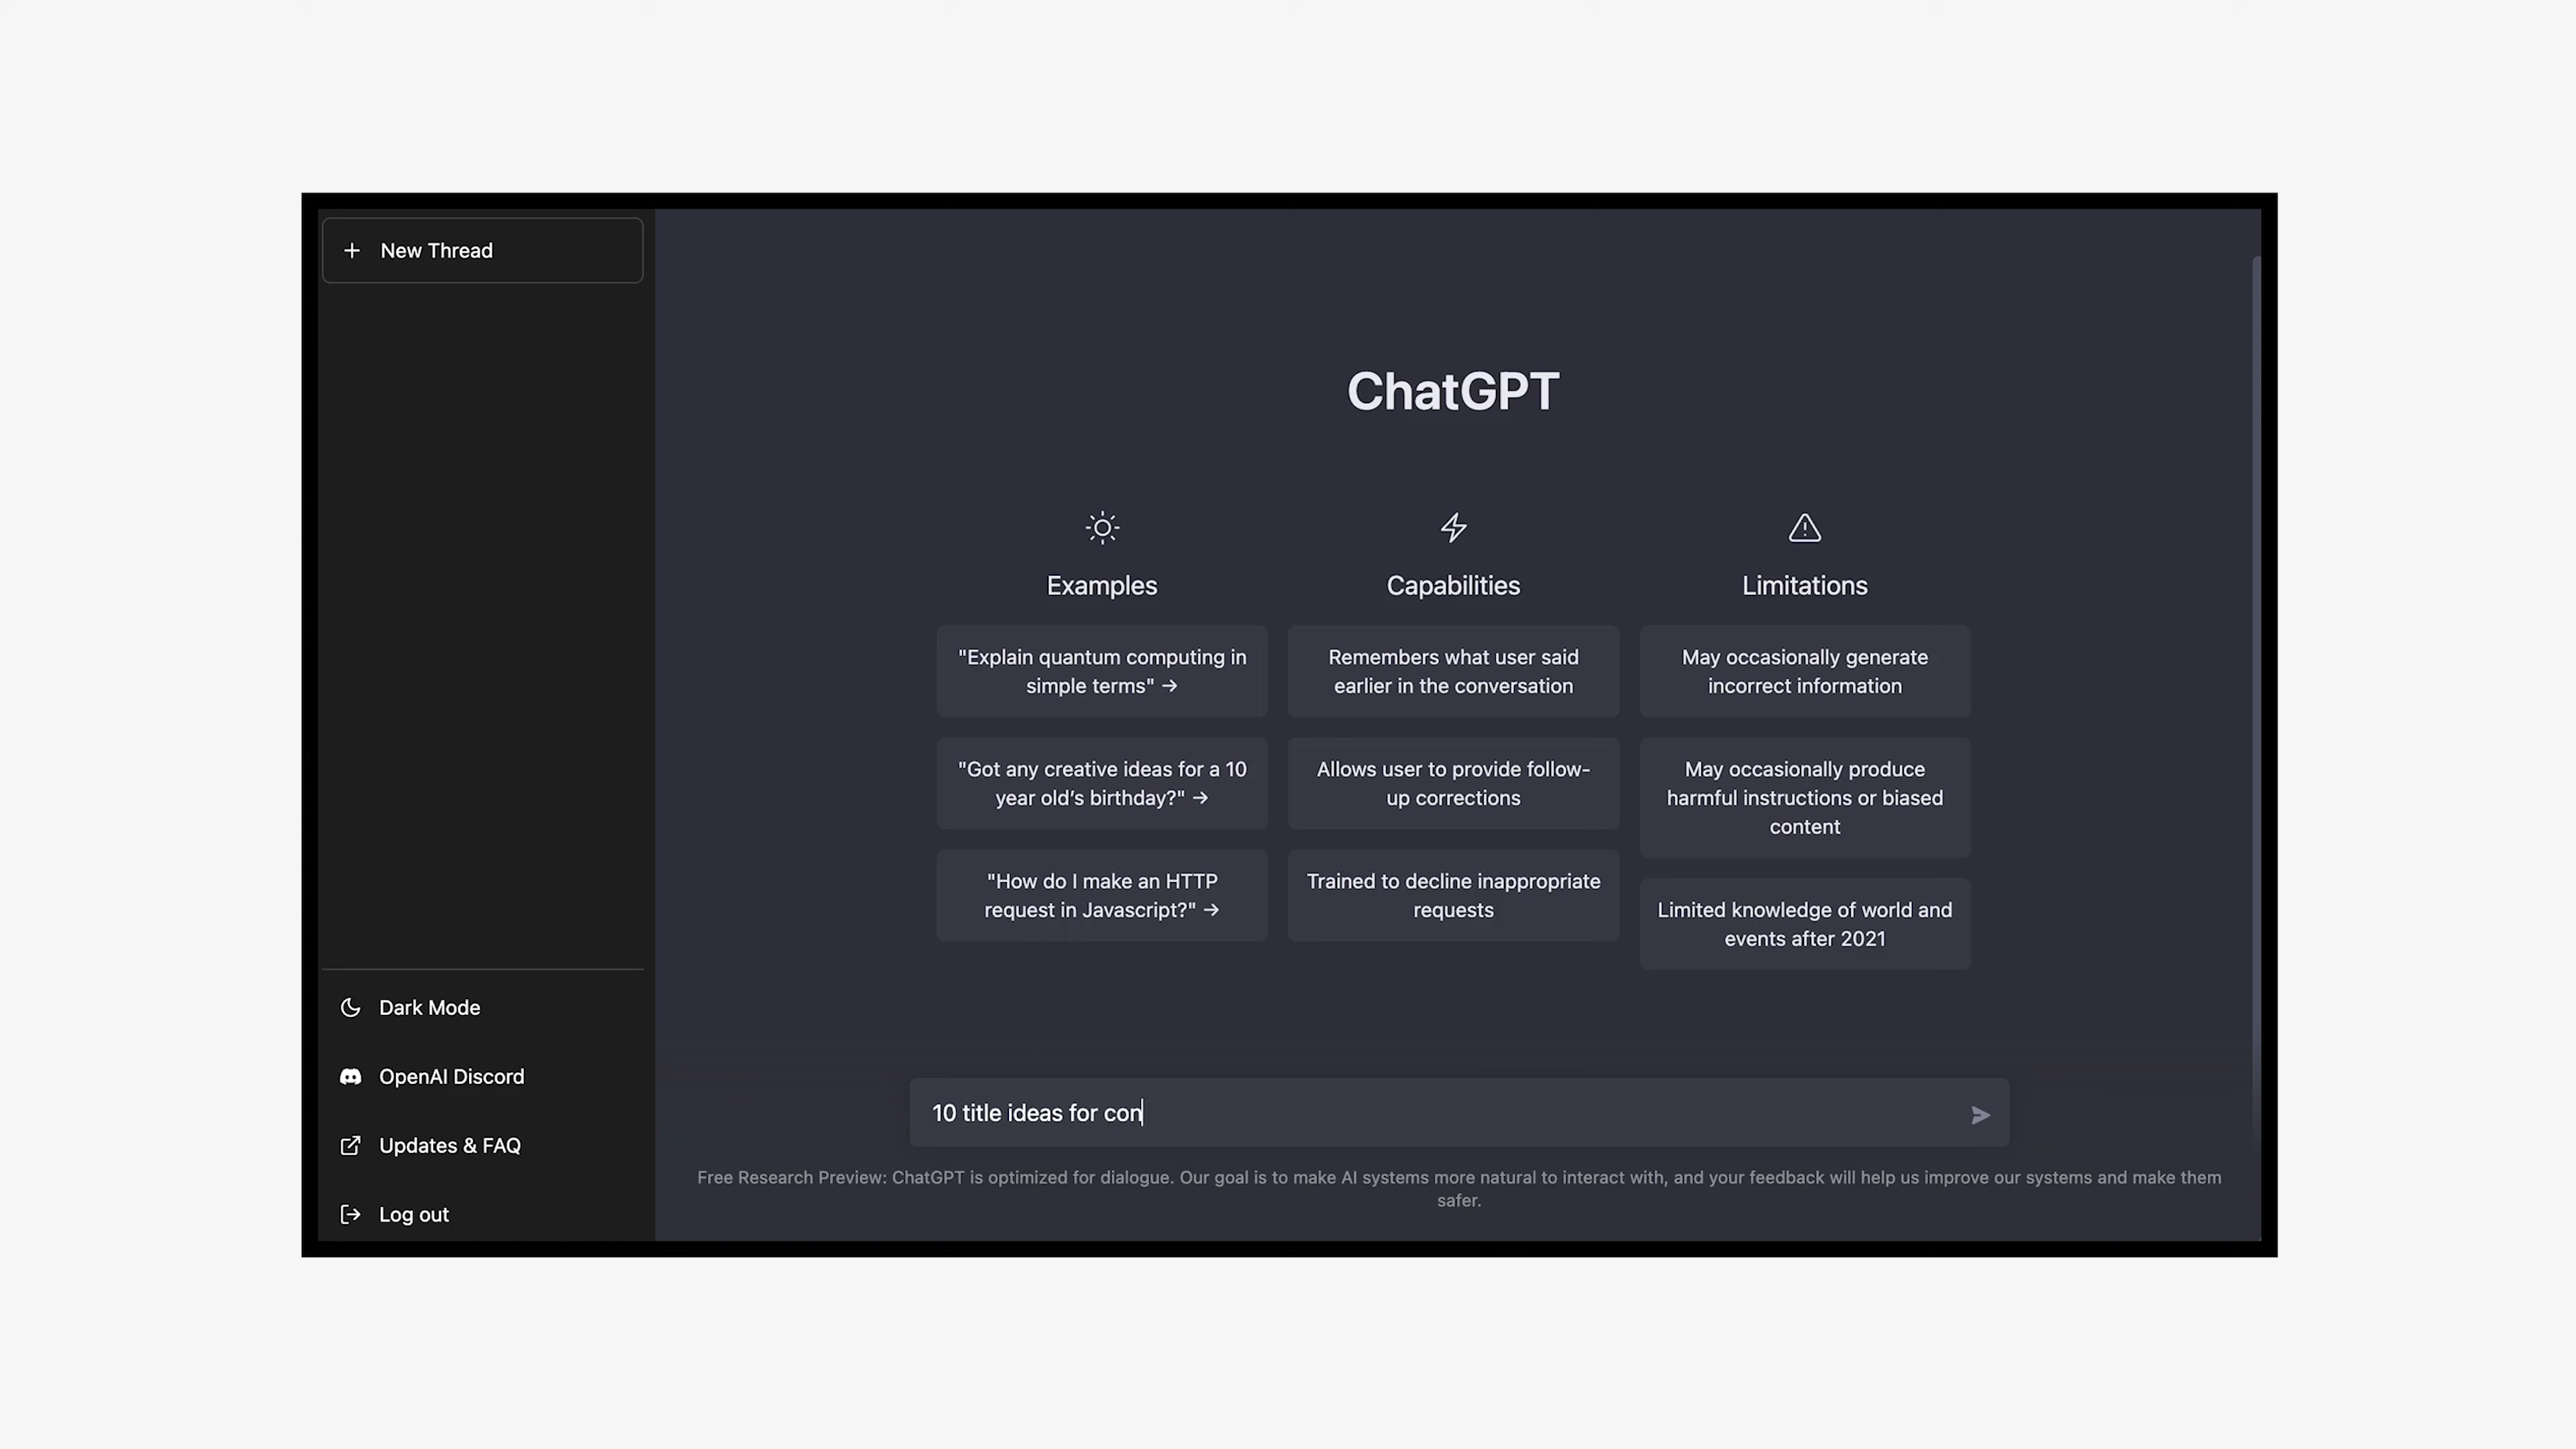 New Thread
ChatGPT
Examples
"Explain quantum computing in
simple terms" →
"Got any creative ideas for a 10
year old’s birthday?" →
"How do I make an HTTP
request in Javascript?" →
Capabilities
Remembers what user said
earlier in the conversation
Allows user to provide follow-
up corrections
Trained to decline inappropriate
requests
Limitations
May occasionally generate
incorrect information
May occasionally produce
harmful instructions or biased
content
Limited knowledge of world and
events after 2021
Dark Mode
OpenAI Discord
Updates & FAQ
Log out
10 title ideas for con
Free Research Preview: ChatGPT is optimized for dialogue. Our goal is to make AI systems more natural to interact with, and your feedback will help us improve our systems and make them
safer.